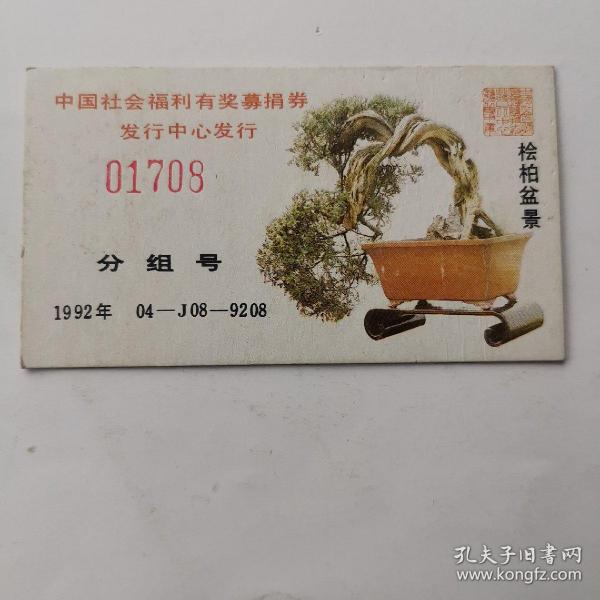 中国社会福利有奖募捐券
发行中心发行
01708
分组号
1992年 04—J08—9208
桧柏盆景
孔夫子旧书网
www.kongfz.com